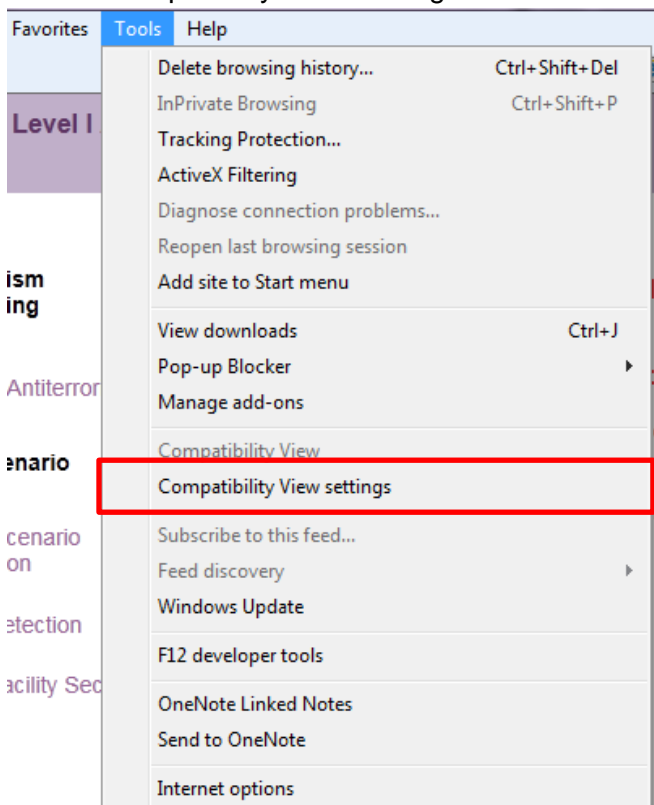 Favorites Tools Help
Delete browsing history... Ctrl+Shift+Del
InPrivate Browsing Ctrl+Shift+P
Level I
Tracking Protection...
ActiveX Filtering
Diagnose connection problems...
Reopen last browsing session
ism
Add site to Start menu
ing
View downloads Ctrl+J
Pop-up Blocker
Antiterror
Manage add-ons
Compatibility View
enario
Compatibility View settings
cenario
Subscribe to this feed...
on
Feed discovery
Windows Update
etection
F12 developer tools
acility Sec
OneNote Linked Notes
Send to OneNote
Internet options